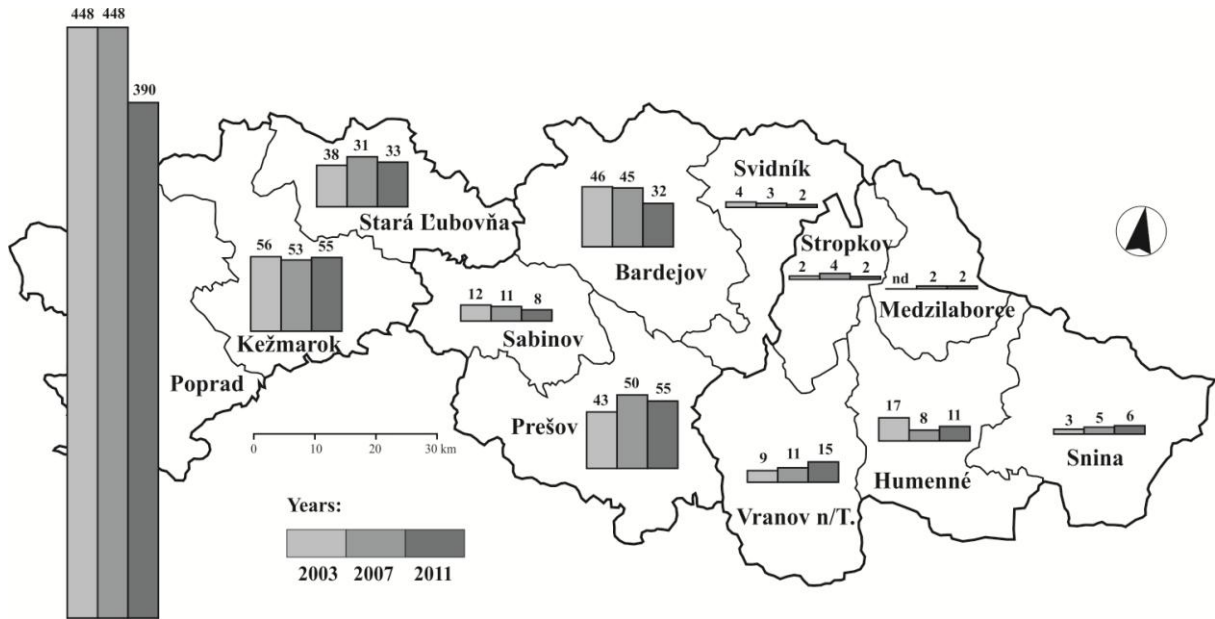 448 448
390
38 31 33
Stará Ľubovňa
46 45 32
Bardejov
Svidník
4 3 2
Stropkov
2 4 2
nd 2 2
Medzilaborce
56 53 55
Kežmarok
12 11 8
Sabinov
Poprad
43 50 55
Prešov
9 11 15
Vranov n/T.
17 8 11
Humenné
3 5 6
Snina
0 10 20 30 km
Years:
2003 2007 2011